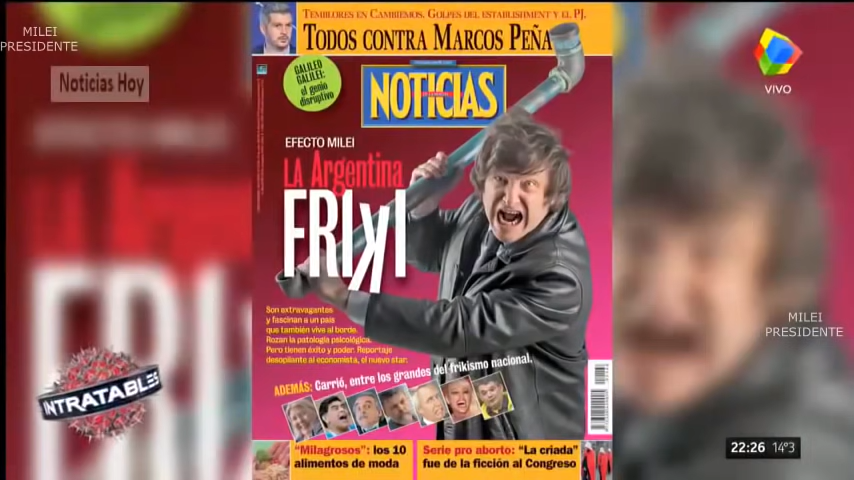 MILEI
PRESIDENTE
Noticias Hoy
TEMBLORES EN CAMBIEMOS. GOLPES DEL ESTABLISHMENT Y EL PJ.
TODOS CONTRA MARCOS PEÑA
GALILEO
GALILEI:
el genio
disruptivo
NOTICIAS
VIVO
EFECTO MILEI
LA Argentina
FRIKI
Son extravagantes
y fascinan a un país
que también vive al borde.
Rozan la patología psicológica.
Pero tienen éxito y poder. Reportaje
desopilante al economista, el nuevo star.
MILEI
PRESIDENTE
ADEMÁS: Carrió, entre los grandes del frikismo nacional.
INTRATABLES
"Milagrosos": los 10
alimentos de moda
Serie pro aborto: "La criada"
fue de la ficción al Congreso
22:26 14°3